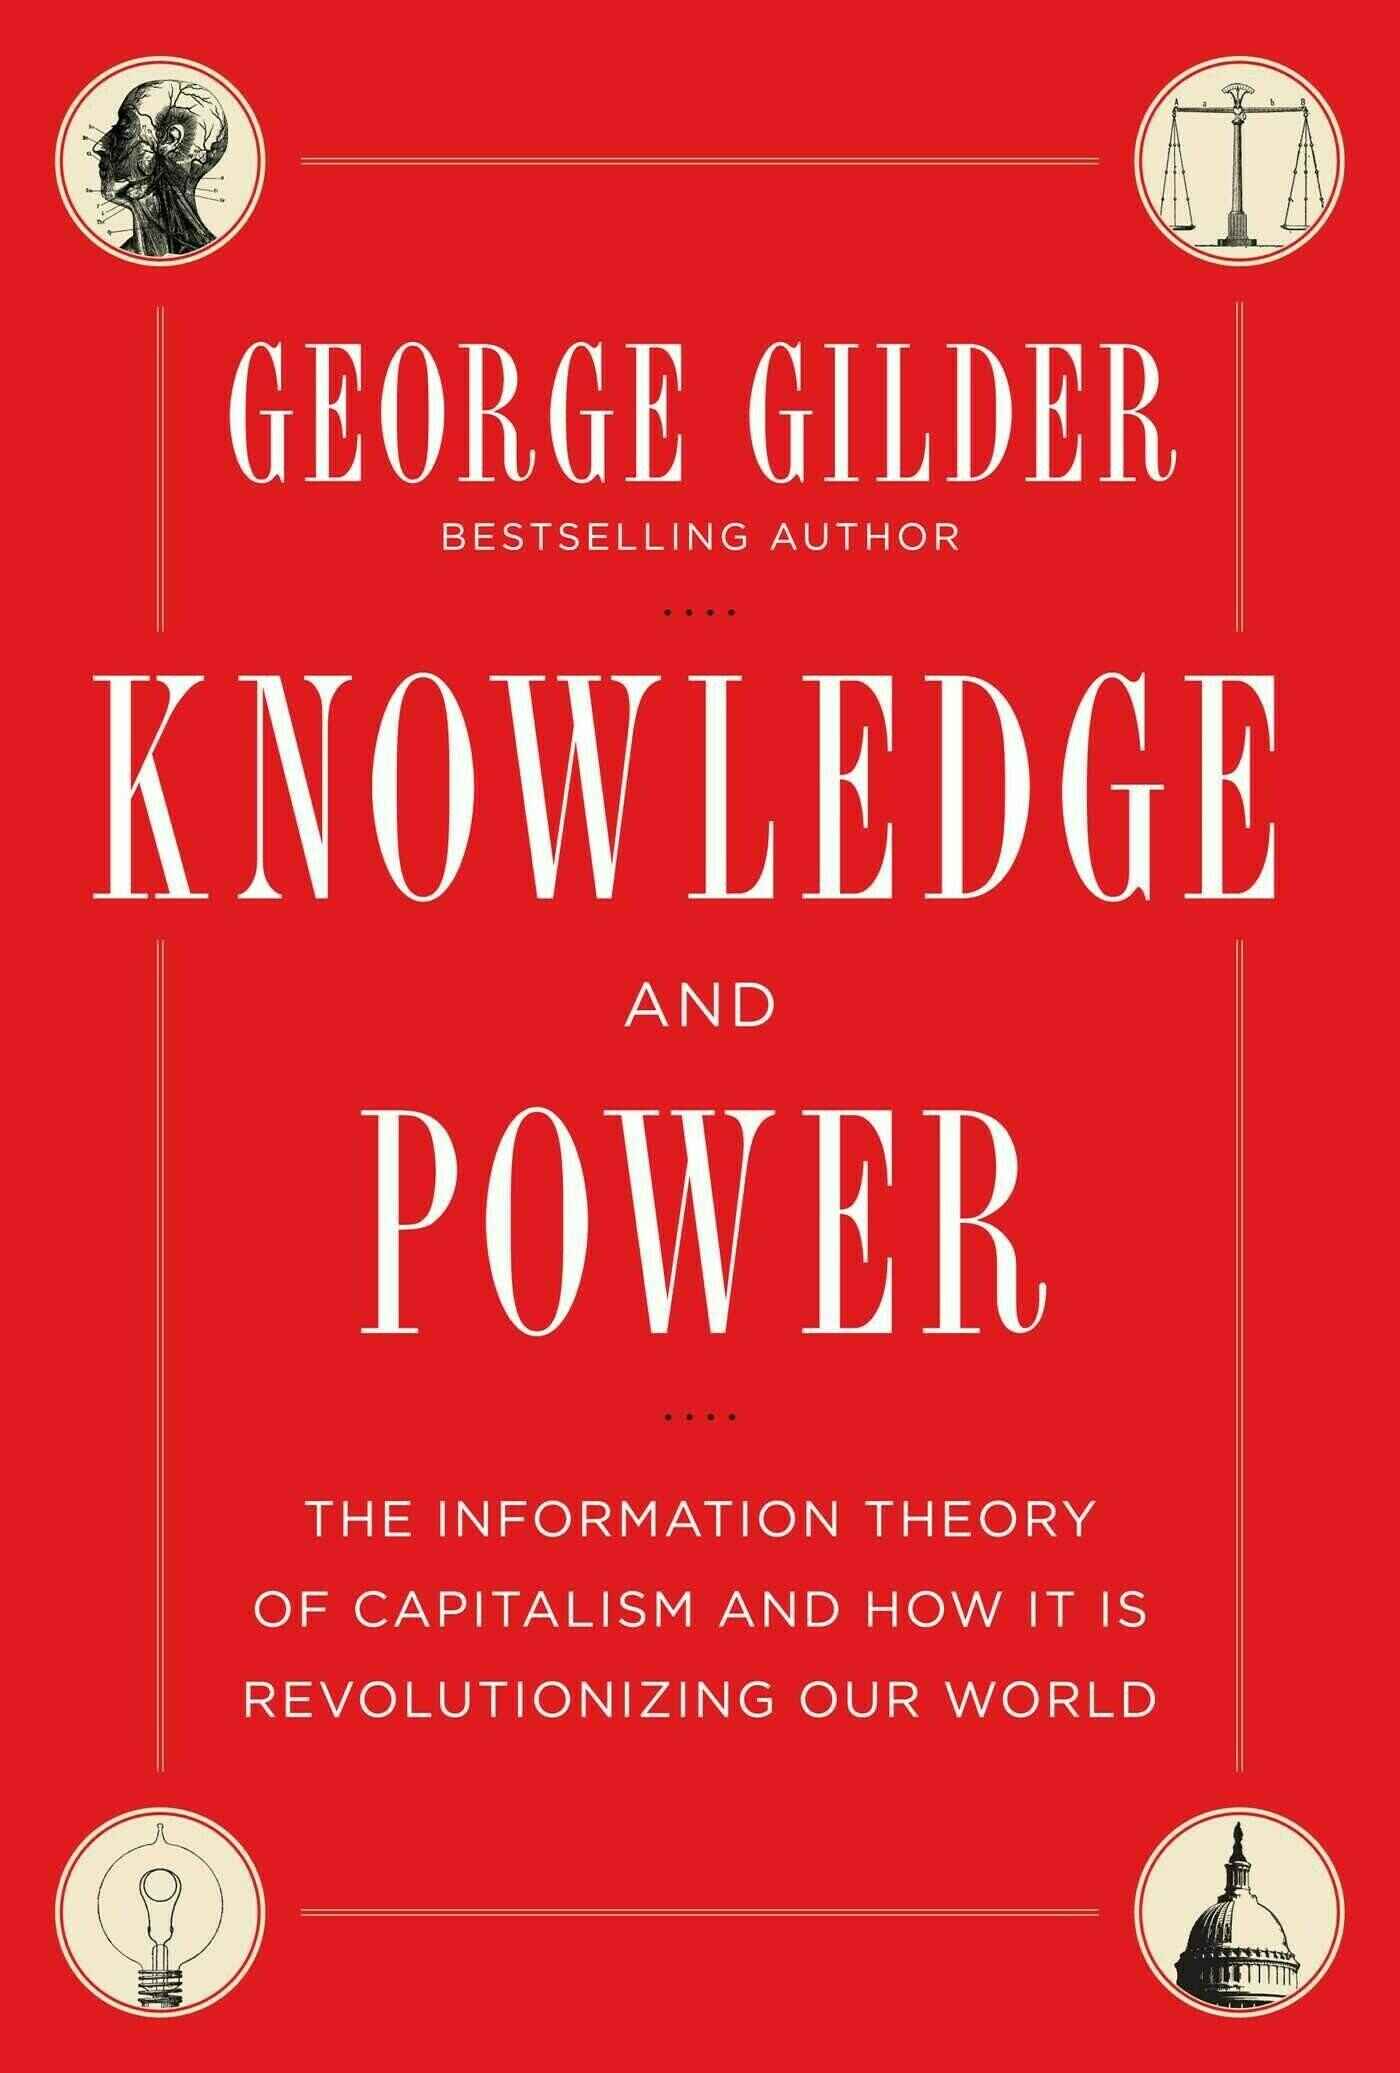 GEORGE GILDER
BESTSELLING AUTHOR
KNOWLEDGE
AND
POWER
THE INFORMATION THEORY
OF CAPITALISM AND HOW IT IS
REVOLUTIONIZING OUR WORLD
A a b B